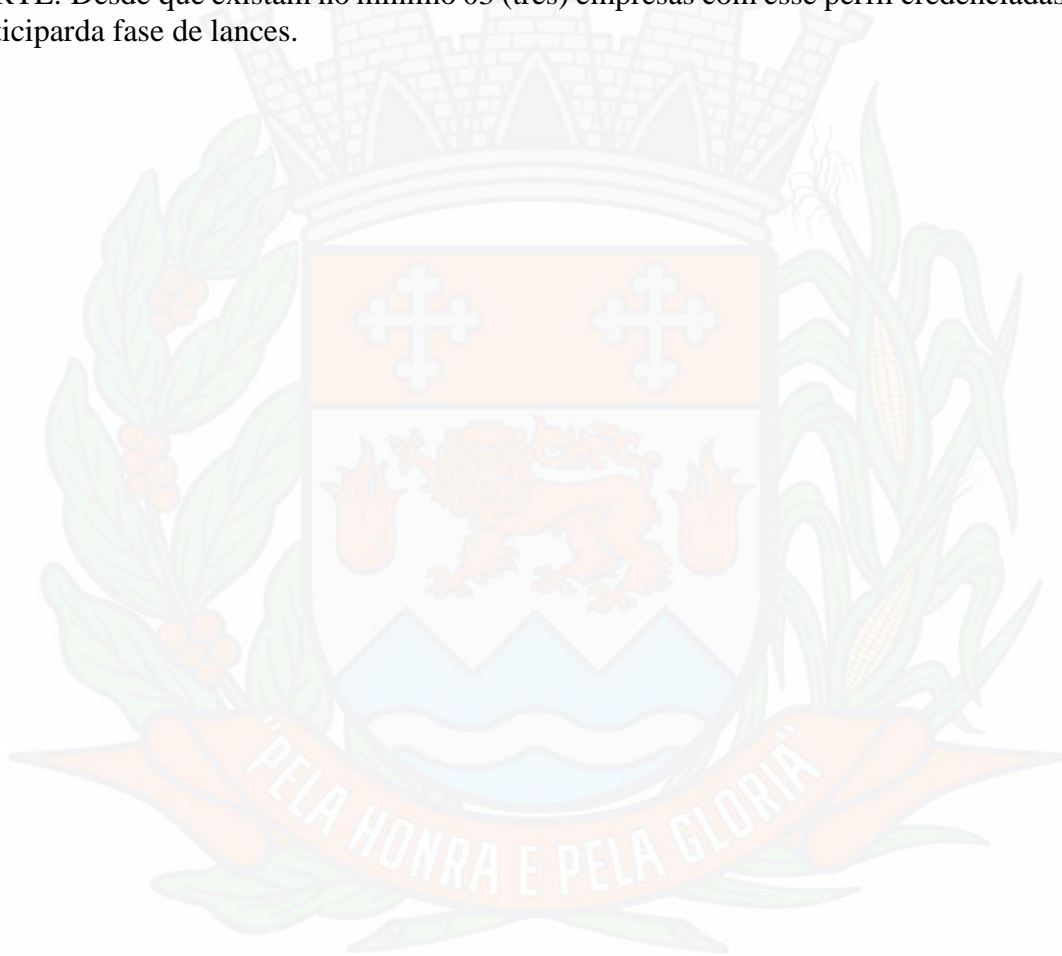 RTE. Desde que existam no mínimo 03 (três) empresas com esse perfil credenciadas
ticiparda fase de lances.
"PELA HONRA E PELA GLORIA"